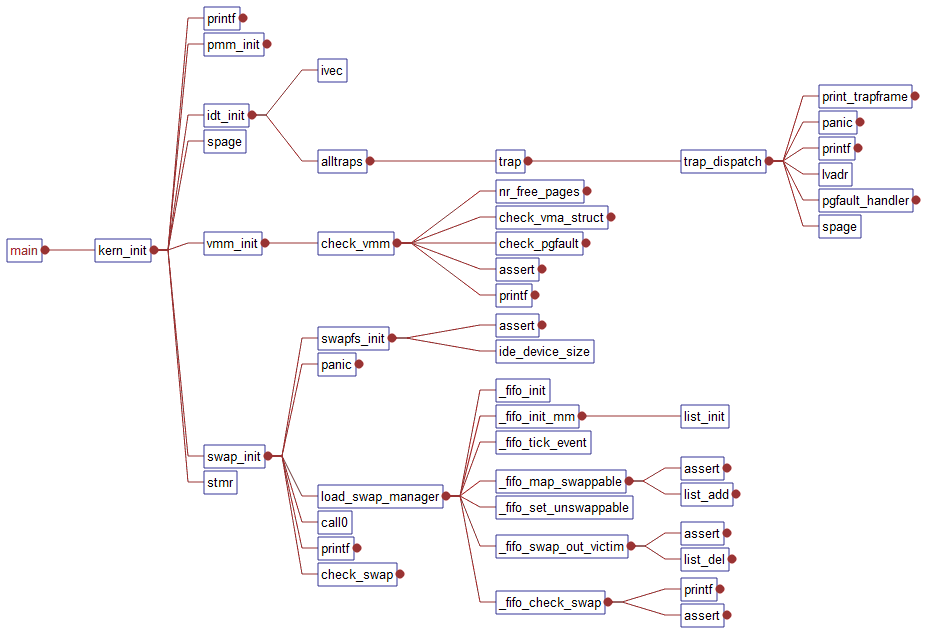 main
kern_init
printf
pmm_init
idt_init
spage
vmm_init
swap_init
stmr
ivec
alltraps
check_vmm
swapfs_init
panic
load_swap_manager
call0
printf
check_swap
trap
nr_free_pages
check_vma_struct
check_pgfault
assert
printf
assert
ide_device_size
_fifo_init
_fifo_init_mm
_fifo_tick_event
_fifo_map_swappable
_fifo_set_unswappable
_fifo_swap_out_victim
_fifo_check_swap
trap_dispatch
list_init
assert
list_add
assert
list_del
printf
assert
print_trapframe
panic
printf
lvadr
pgfault_handler
spage